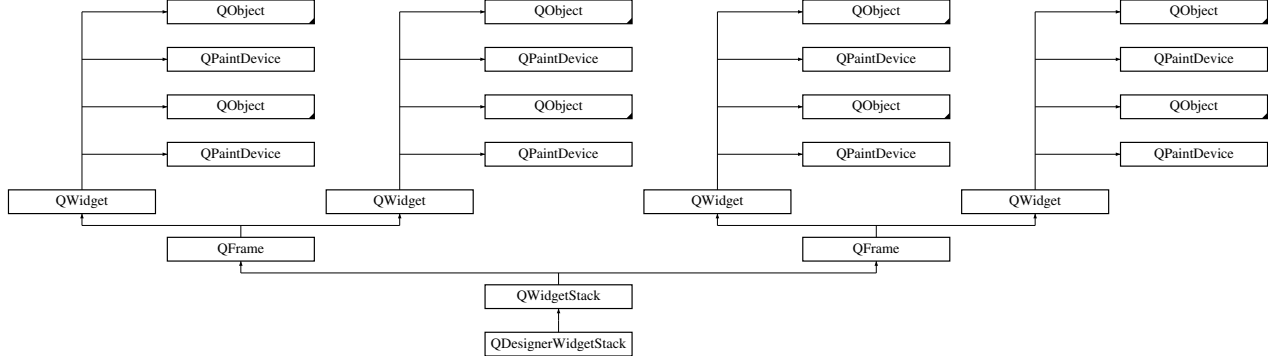 QObject QObject QObject QObject
QPaintDevice QPaintDevice QPaintDevice QPaintDevice
QObject QObject QObject QObject
QPaintDevice QPaintDevice QPaintDevice QPaintDevice
QWidget QWidget QWidget QWidget
QFrame QFrame
QWidgetStack
QDesignerWidgetStack